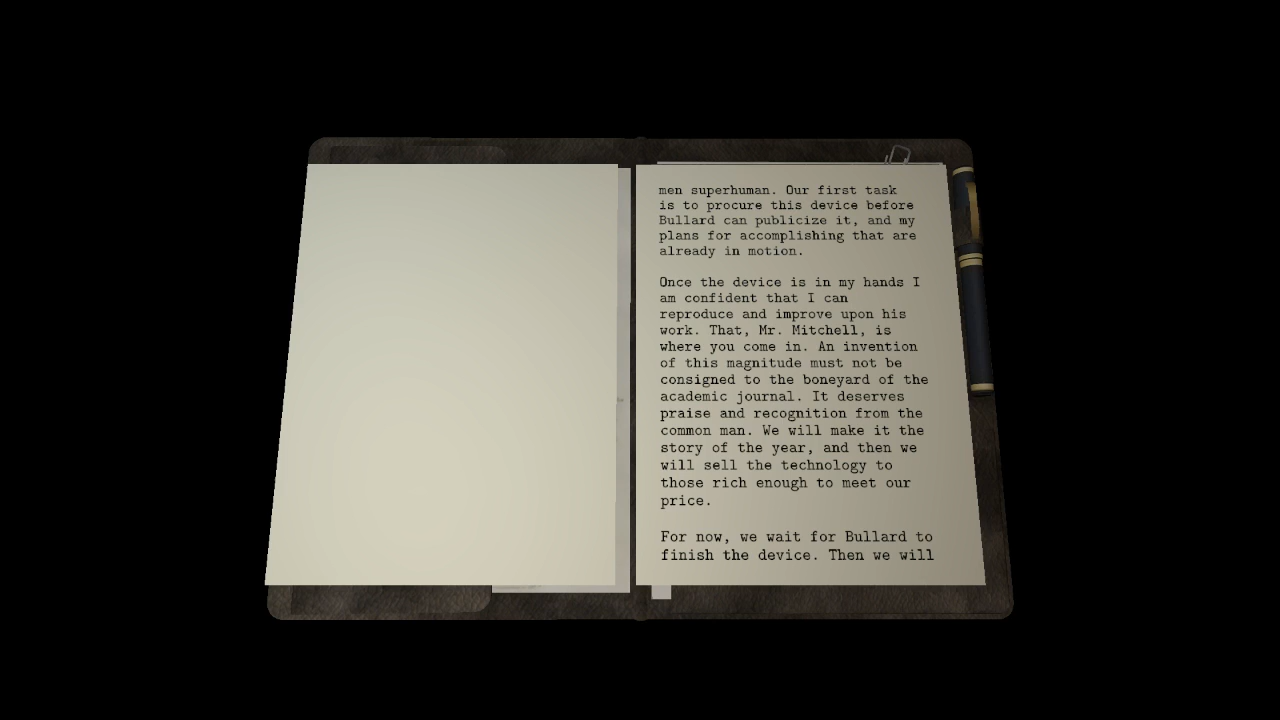 men superhuman. Our first task
is to procure this device before
Bullard can publicize it, and my
plans for accomplishing that are
already in motion.
Once the device is in my hands I
am confident that I can
reproduce and improve upon his
work. That, Mr. Mitchell, is
where you come in. An invention
of this magnitude must not be
consigned to the boneyard of the
academic journal. It deserves
praise and recognition from the
common man. We will make it the
story of the year, and then we
will sell the technology to
those rich enough to meet our
price.
For now, we wait for Bullard to
finish the device. Then we will